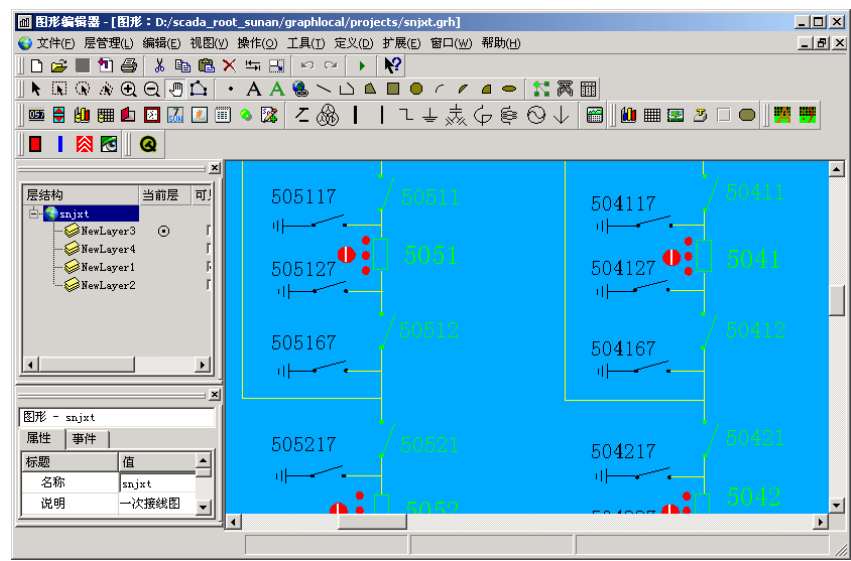 图形编辑器 - [图形：D:/scada_root_sunan/graphlocal/projects/snjxt.grh]
文件(F) 层管理(L) 编辑(E) 视图(V) 操作(O) 工具(T) 定义(D) 扩展(E) 窗口(W) 帮助(H)
层结构 当前层
snjxt
NewLayer3
NewLayer4
NewLayer1
NewLayer2
图形 - snjxt
属性 事件
标题 值
名称 snjxt
说明 一次接线图
505117 50511 504117 50411
5051 5041
505127 504127
50512 50412
505167 504167
505217 50521 504217 50421
5052 5042